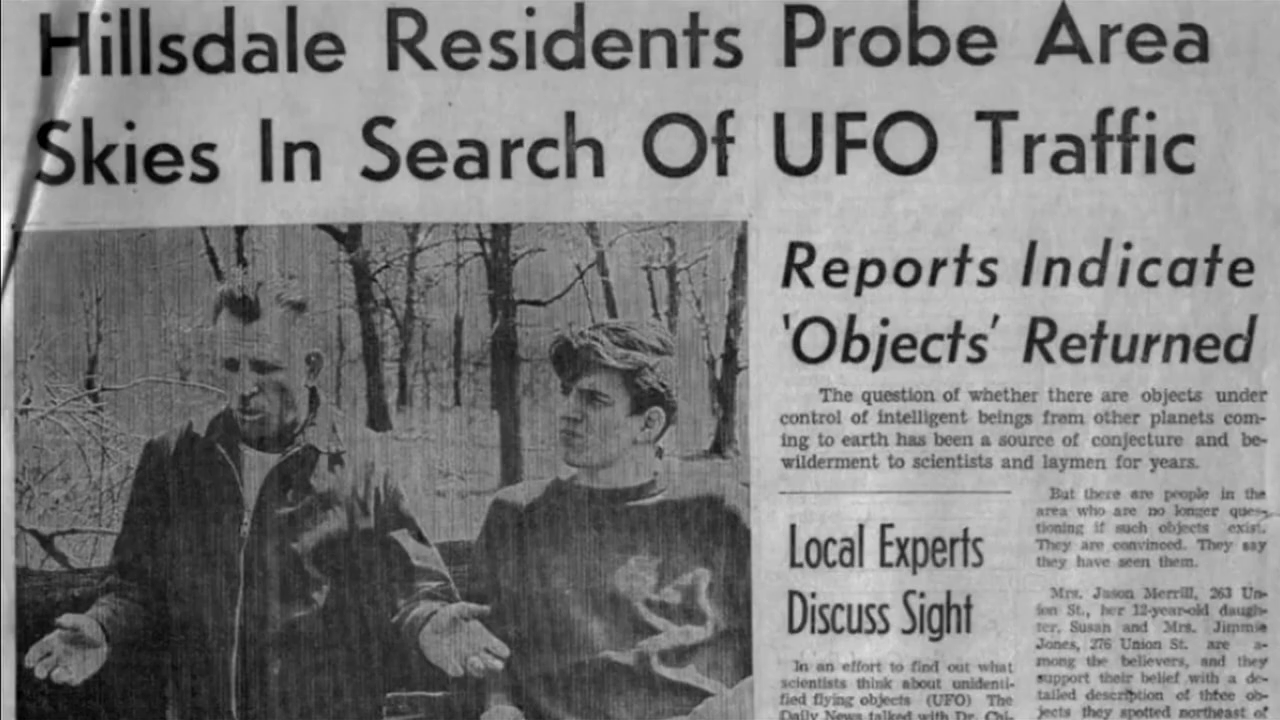 Hillsdale Residents Probe Area
Skies In Search Of UFO Traffic
Reports Indicate
'Objects' Returned
The question of whether there are objects under
control of intelligent beings from other planets com-
ing to earth has been a source of conjecture and be-
wilderment to scientists and laymen for years.
Local Experts
Discuss Sight
In an effort to find out what
scientists think about unidenti-
fied flying objects (UFO) The
Daily News talked with Dr.
But there are people in the
area who are no longer ques-
tioning if such objects exist.
They are convinced. They say
they have seen them.
Mrs. Jason Merrill, 263 Un-
ion St., her 12-year-old daugh-
ter, Susan and Mrs. Jimmie
Jones, 276 Union St. are a-
mong the believers, and they
support their belief with a de-
tailed description of three ob-
jects they spotted northeast of